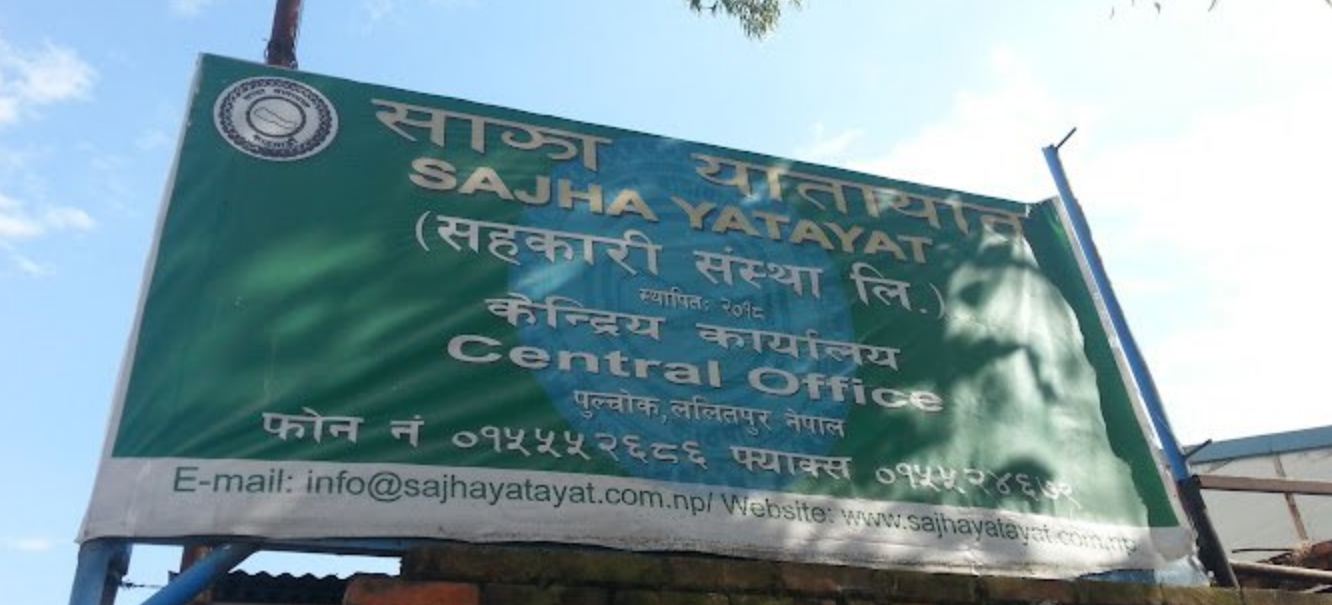 साझा यातायात
SAJHA YATAYAT
(सहकारी संस्था लि.)
स्थापितः २०१८
केन्द्रिय कार्यालय
Central Office
पुल्चोक,ललितपुर नेपाल
फोन नं ०१५५५२६८६ फ्याक्स ०१५५२४६७९
E-mail: info@sajhayatayat.com.np/ Website: www.sajhayatayat.com.np